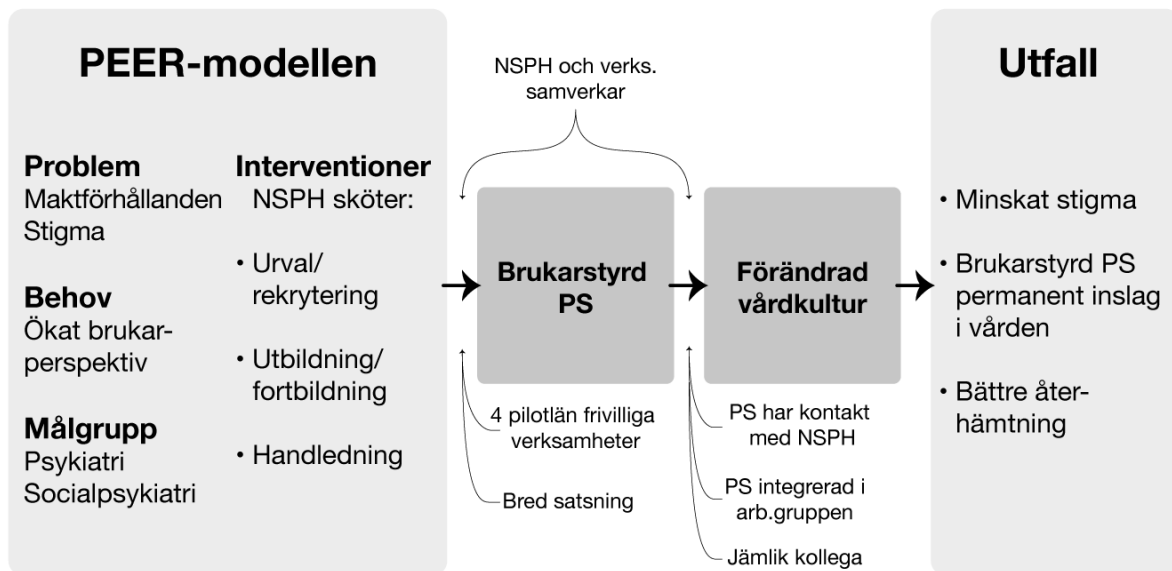 PEER-modellen
Problem
Maktförhållanden
Stigma
Behov
Ökat brukar-
perspektiv
Målgrupp
Psykiatri
Socialpsykiatri
Interventioner
NSPH sköter:
• Urval/
rekrytering
• Utbildning/
fortbildning
• Handledning
NSPH och verks.
samverkar
Brukarstyrd
PS
4 pilotlän frivilliga
verksamheter
Bred satsning
Förändrad
vårdkultur
PS har kontakt
med NSPH
PS integrerad i
arb.gruppen
Jämlik kollega
Utfall
• Minskat stigma
• Brukarstyrd PS
permanent inslag
i vården
• Bättre åter-
hämtning